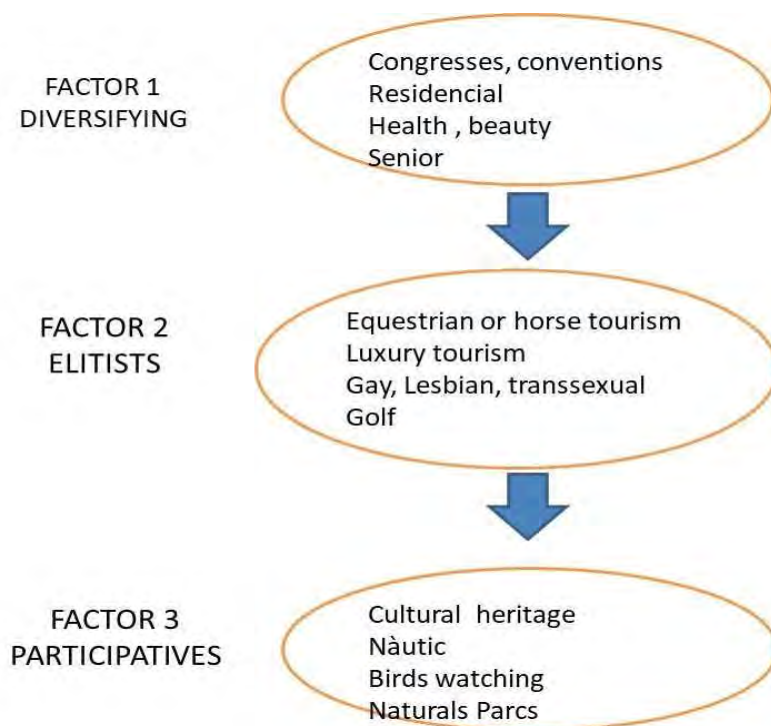 FACTOR 1
DIVERSIFYING
Congresses, conventions
Residencial
Health , beauty
Senior
FACTOR 2
ELITISTS
Equestrian or horse tourism
Luxury tourism
Gay, Lesbian, transsexual
Golf
FACTOR 3
PARTICIPATIVES
Cultural heritage
Nàutic
Birds watching
Naturals Parcs